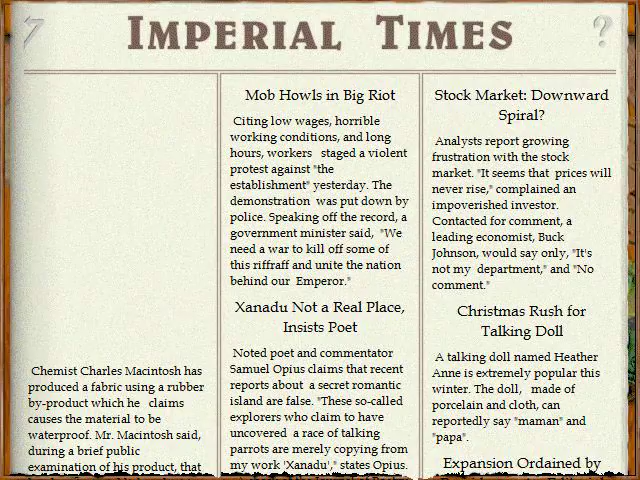 7
IMPERIAL TIMES
?
Chemist Charles Macintosh has
produced a fabric using a rubber
by-product which he claims
causes the material to be
waterproof. Mr. Macintosh said,
during a brief public
examination of his product, that
Mob Howls in Big Riot
Citing low wages, horrible
working conditions, and long
hours, workers staged a violent
protest against "the
establishment" yesterday. The
demonstration was put down by
police. Speaking off the record, a
government minister said, "We
need a war to kill off some of
this riffraff and unite the nation
behind our Emperor."
Xanadu Not a Real Place,
Insists Poet
Noted poet and commentator
Samuel Opius claims that recent
reports about a secret romantic
island are false. "These so-called
explorers who claim to have
uncovered a race of talking
parrots are merely copying from
my work 'Xanadu'," states Opius.
Stock Market: Downward
Spiral?
Analysts report growing
frustration with the stock
market. "It seems that prices will
never rise," complained an
impoverished investor.
Contacted for comment, a
leading economist, Buck
Johnson, would say only, "It's
not my department," and "No
comment."
Christmas Rush for
Talking Doll
A talking doll named Heather
Anne is extremely popular this
winter. The doll, made of
porcelain and cloth, can
reportedly say "maman" and
"papa".
Expansion Ordained by